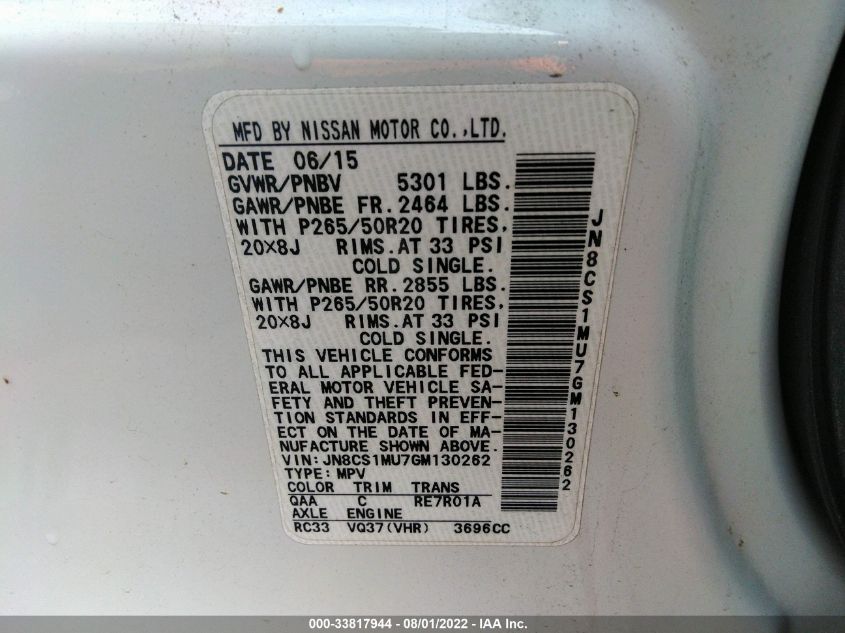 MFD BY NISSAN MOTOR CO.,LTD.
DATE 06/15
GVWR/PNBV 5301 LBS.
GAWR/PNBE FR.2464 LBS.
WITH P265/50R20 TIRES,
20×8J RIMS.AT 33 PSI
COLD SINGLE.
GAWR/PNBE RR.2855 LBS.
WITH P265/50R20 TIRES,
20×8J RIMS.AT 33 PSI
COLD SINGLE.
THIS VEHICLE CONFORMS
TO ALL APPLICABLE FED-
ERAL MOTOR VEHICLE SA-
FETY AND THEFT PREVEN-
TION STANDARDS IN EFF-
ECT ON THE DATE OF MA-
NUFACTURE SHOWN ABOVE.
VIN:JN8CS1MU7GM130262
TYPE:MPV
COLOR TRIM TRANS
QAA C RE7R01A
AXLE ENGINE
RC33 VQ37(VHR) 3696CC
JN8CS1MU7GM130262
000-33817944 - 08/01/2022 - IAA Inc.